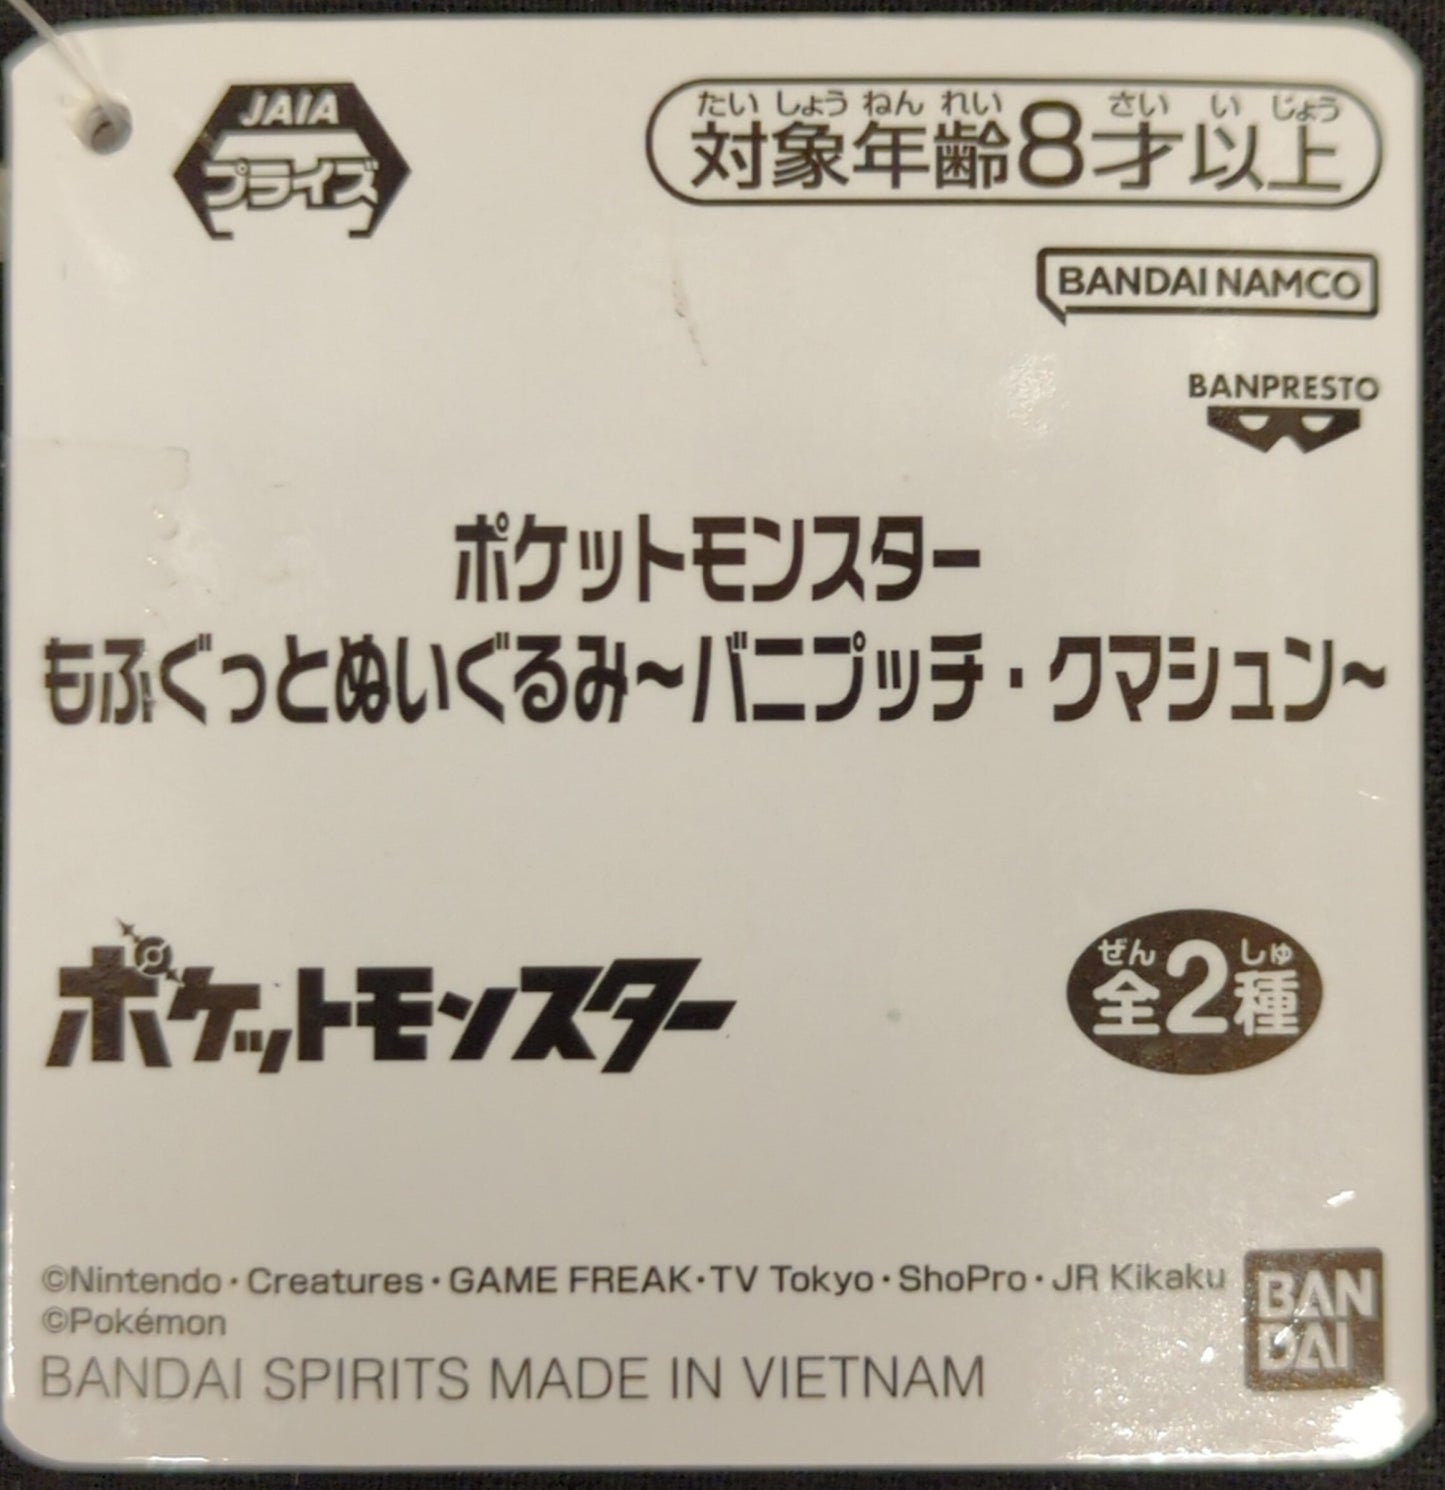 JAIA
プライズ
たいしょうねんれい さいいじょう
対象年齢8才以上
BANDAI NAMCO
BANPRESTO
ポケットモンスター
もふぐっとぬいぐるみ~バニプッチ・クマシュン~
ポケットモンスター
ぜん しゅ
全2種
©Nintendo・Creatures・GAME FREAK・TV Tokyo・ShoPro・JR Kikaku
©Pokémon
BANDAI SPIRITS MADE IN VIETNAM
BAN
DAI